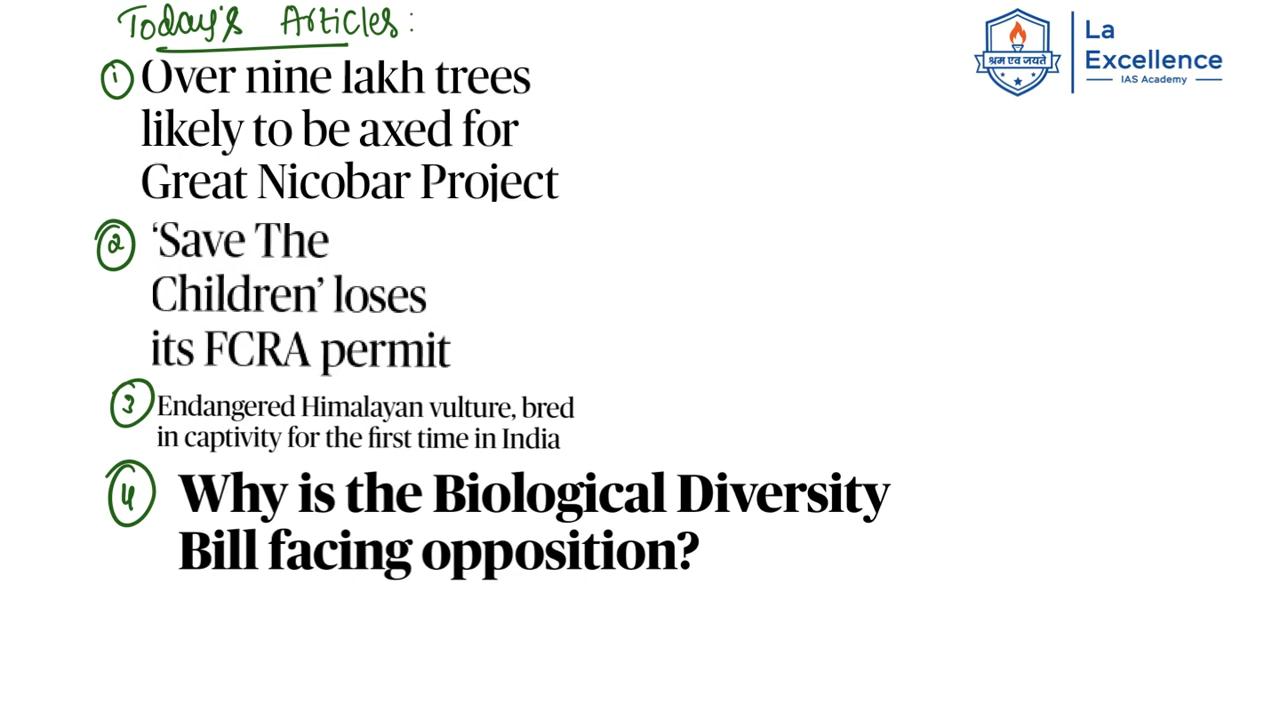 Today's Articles:
La
Excellence
IAS Academy
श्रम एव जयते
1 Over nine lakh trees
likely to be axed for
Great Nicobar Project
2 'Save The
Children' loses
its FCRA permit
3 Endangered Himalayan vulture, bred
in captivity for the first time in India
4 Why is the Biological Diversity
Bill facing opposition?